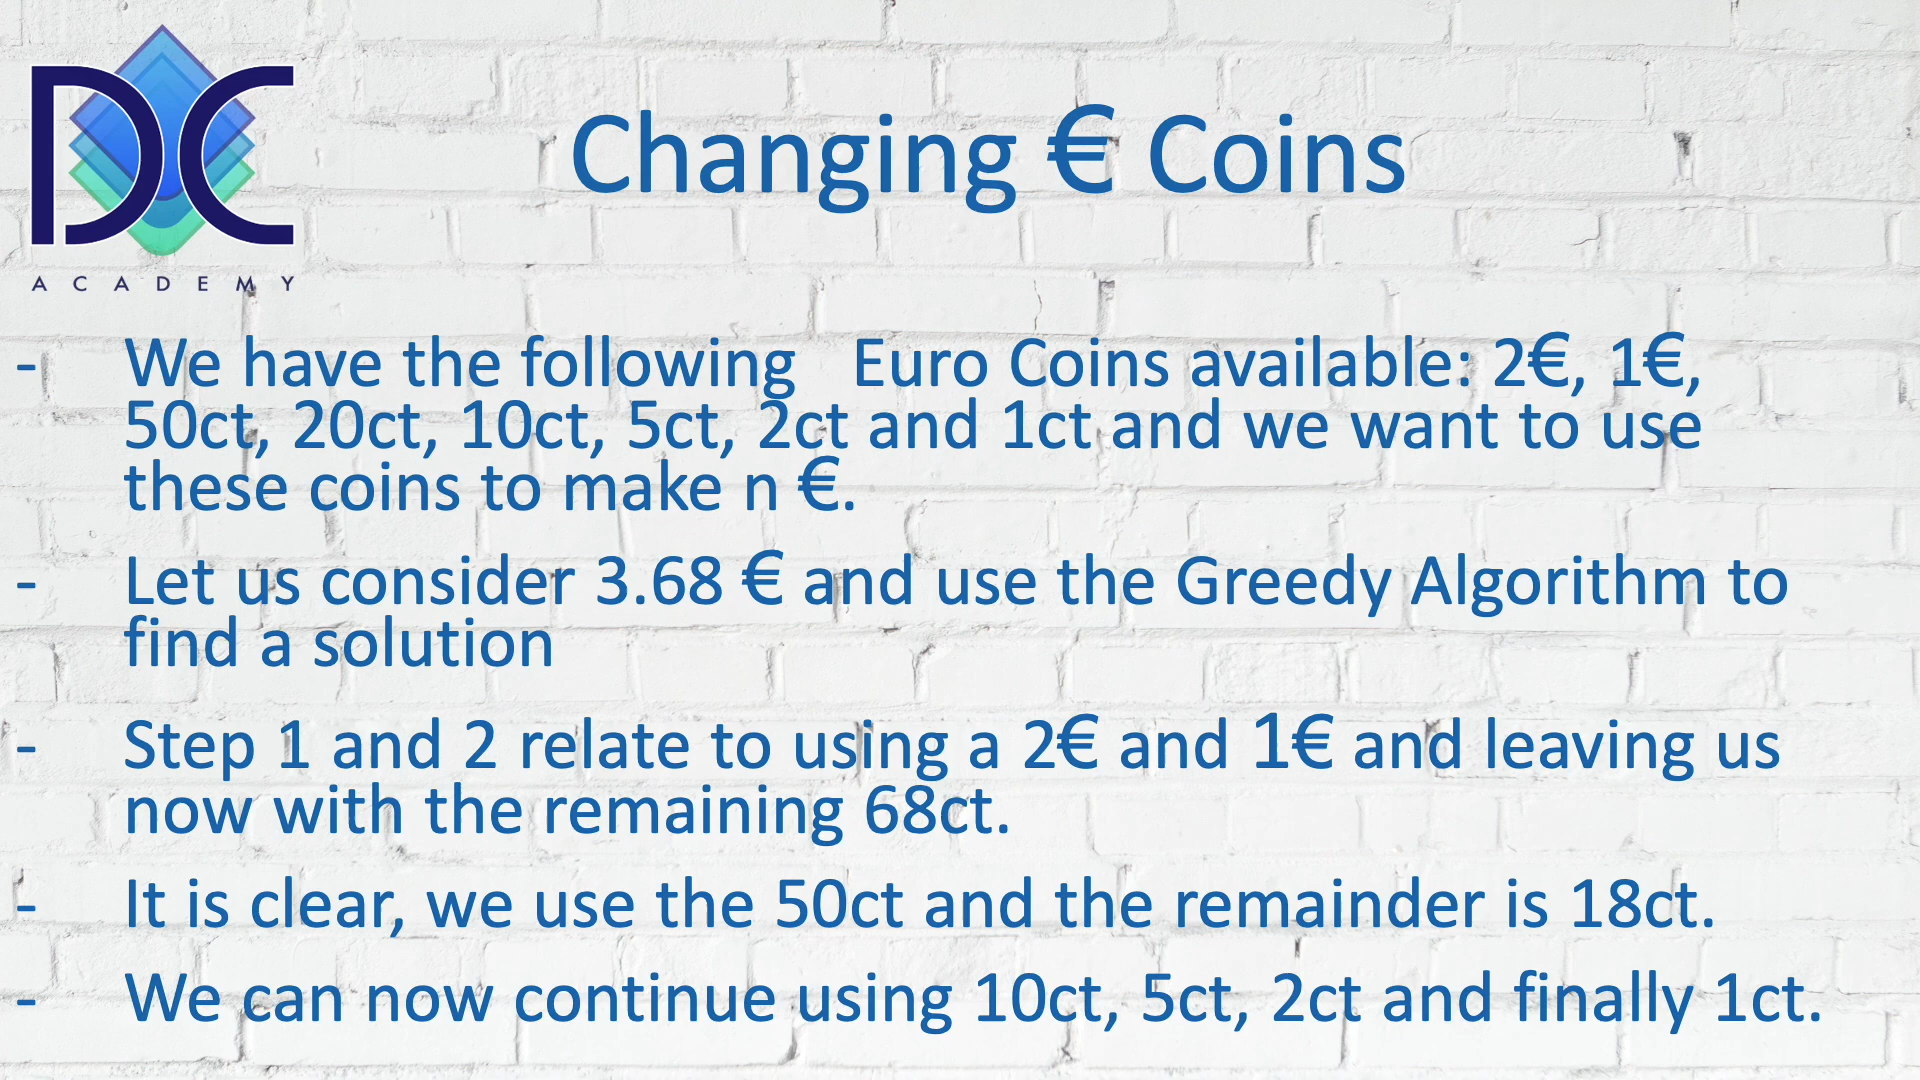 DC
ACADEMY
Changing € Coins
- We have the following Euro Coins available: 2€, 1€,
50ct, 20ct, 10ct, 5ct, 2ct and 1ct and we want to use
these coins to make n €.
- Let us consider 3.68 € and use the Greedy Algorithm to
find a solution
- Step 1 and 2 relate to using a 2€ and 1€ and leaving us
now with the remaining 68ct.
- It is clear, we use the 50ct and the remainder is 18ct.
- We can now continue using 10ct, 5ct, 2ct and finally 1ct.